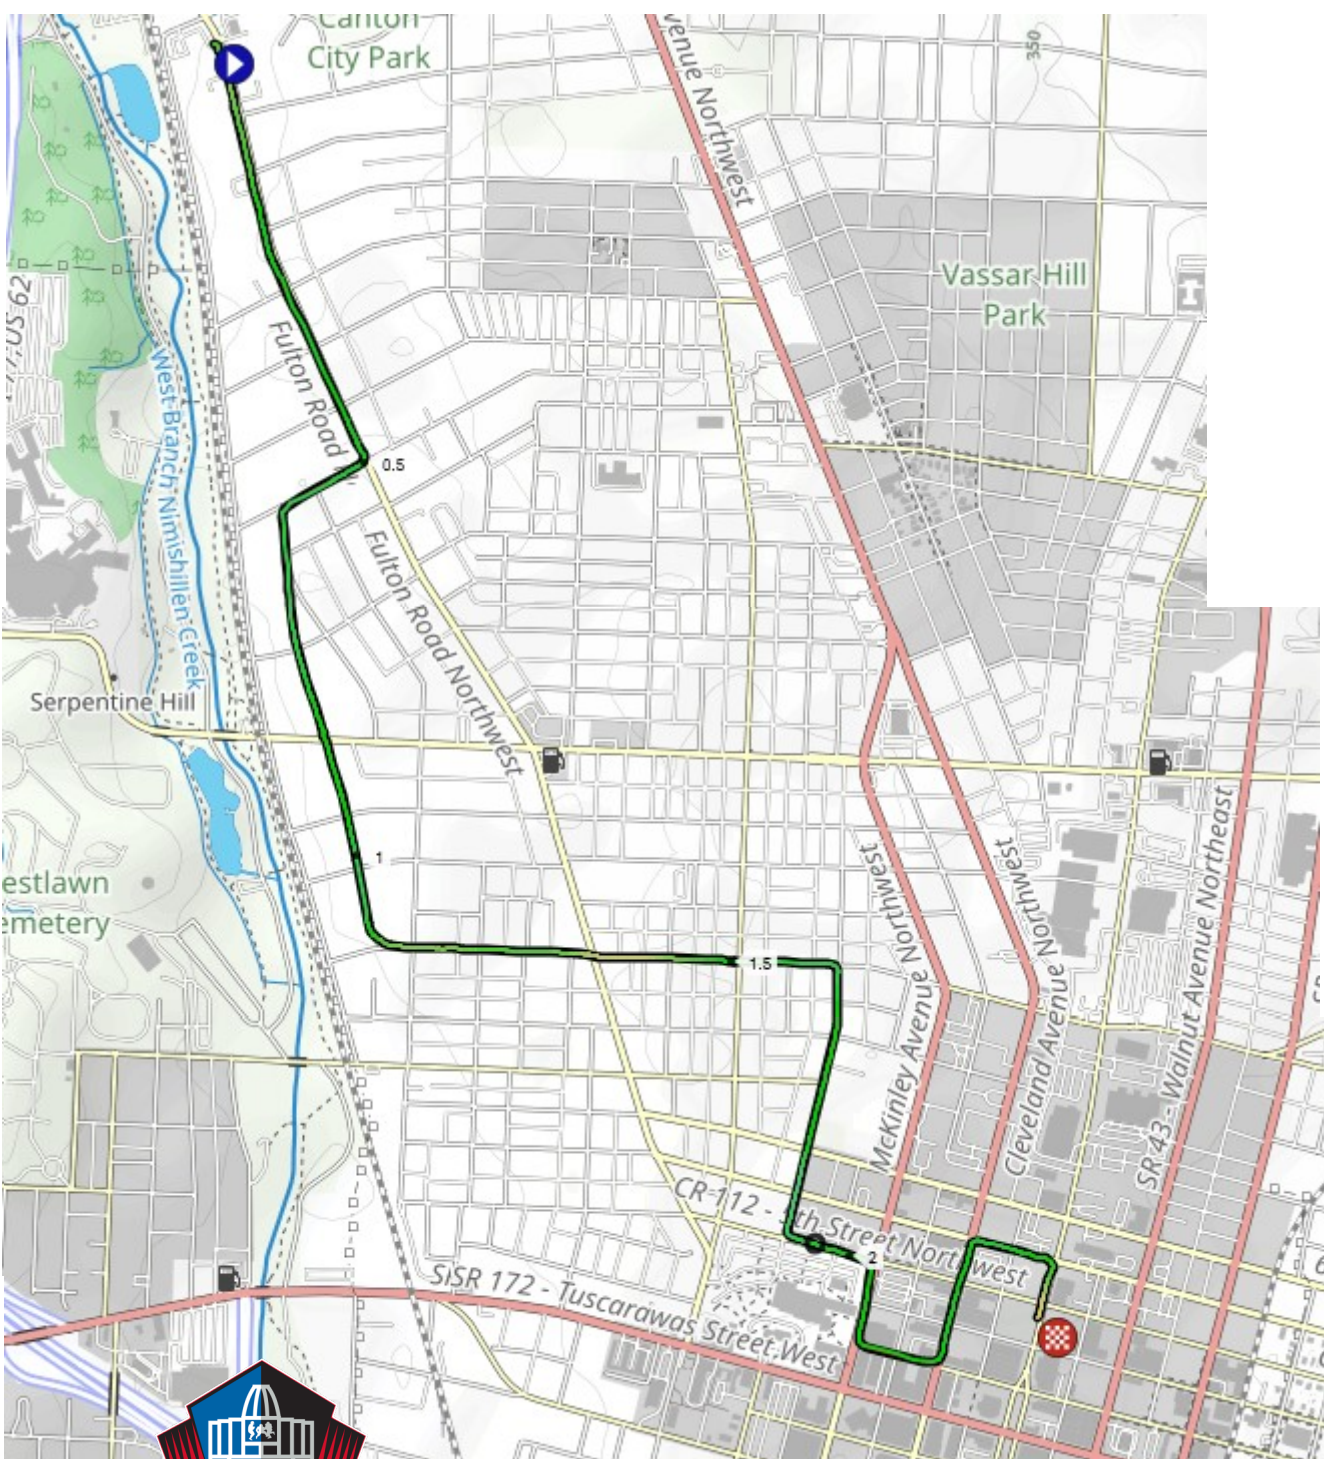 Canton
City Park
350
venue Northwest
Vassar Hill
Park
US 62
Fulton Road
0.5
West Branch Nimishillen Creek
Fulton Road Northwest
Serpentine Hill
1
estlawn
emetery
McKinley Avenue Northwest
Cleveland Avenue Northwest
SR 43 - Walnut Avenue Northeast
1.5
CR 112 - 5th Street Northwest
2
SiSR 172 - Tuscarawas Street West